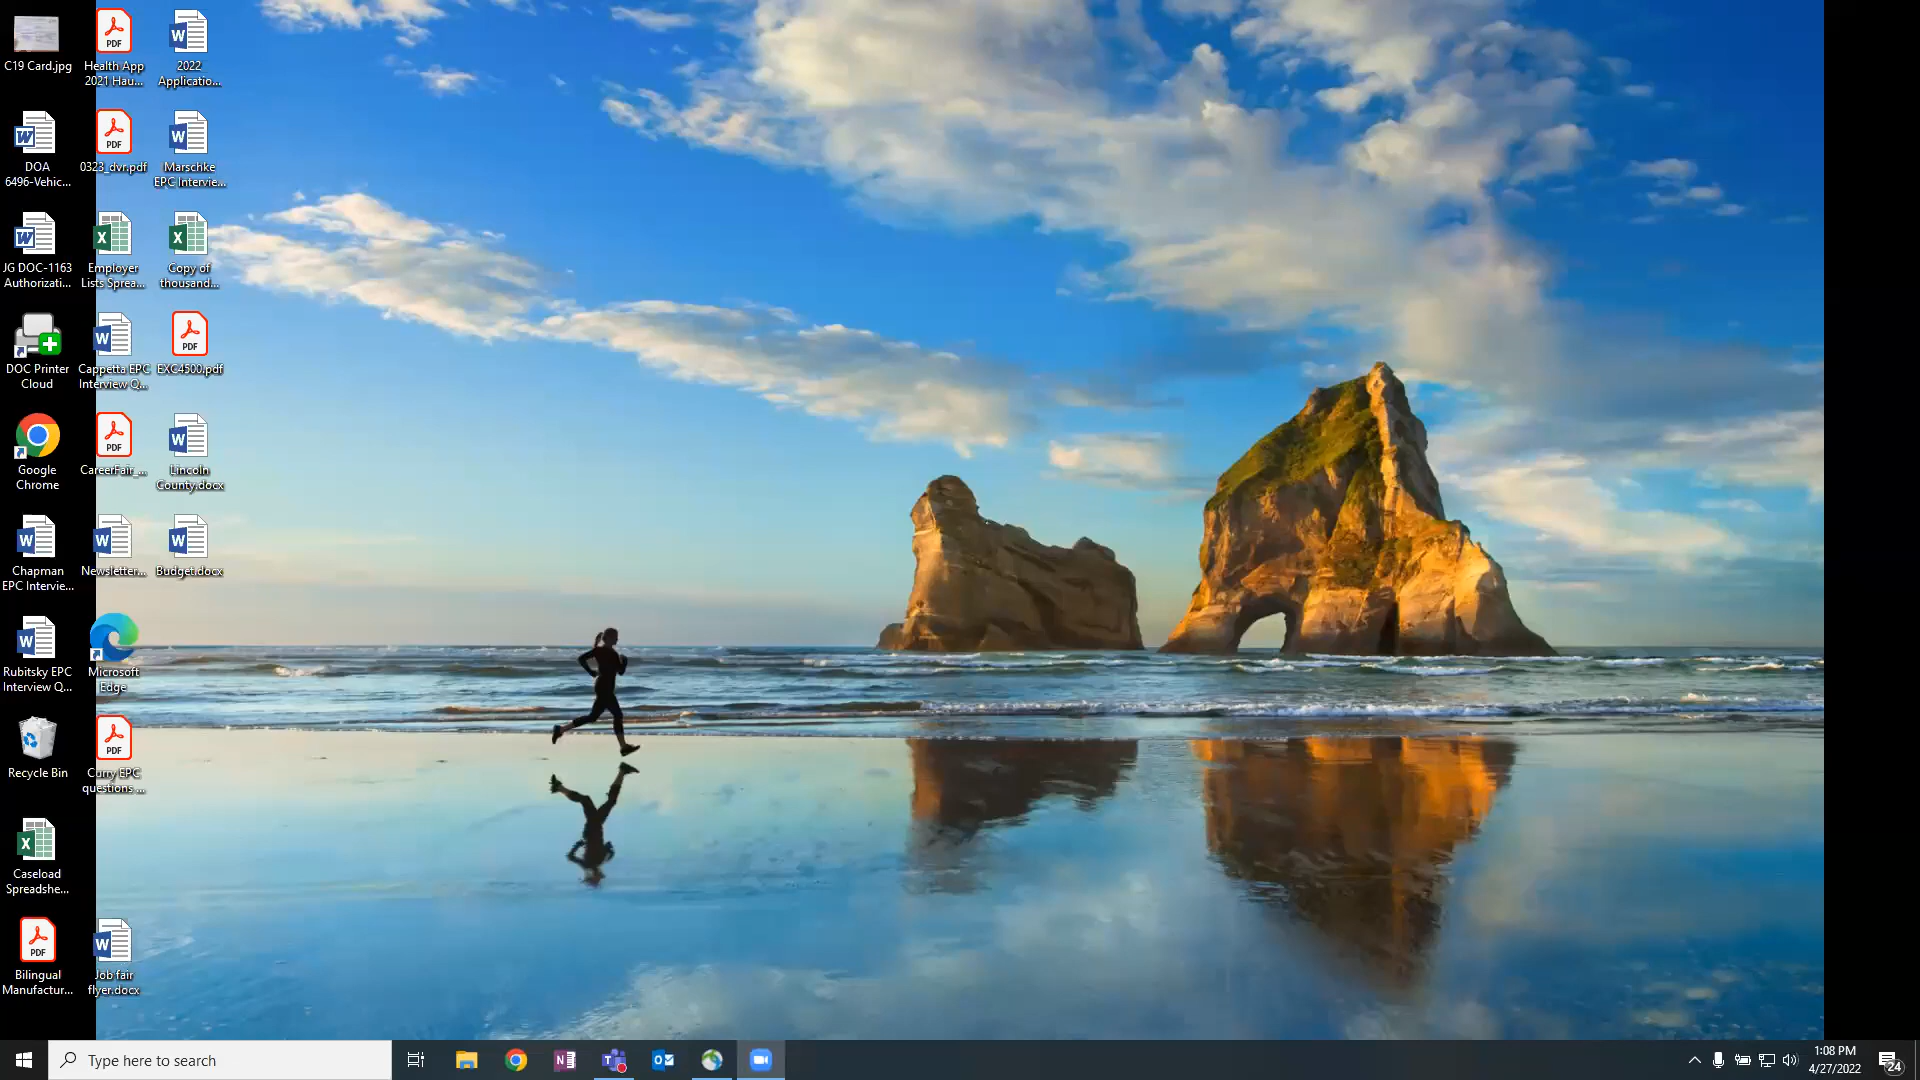 C19 Card.jpg
Health App
2021 Hau...
2022
Applicatio...
DOA
6496-Vehic...
0323_dvr.pdf
Marschke
EPC Intervie...
JG DOC-1163
Authorizati...
Employer
Lists Sprea...
Copy of
thousand...
DOC Printer
Cloud
Cappetta EPC
Interview Q...
EXC4500.pdf
Google
Chrome
CareerFair_...
Lincoln
County.docx
Chapman
EPC Intervie...
Newsletter...
Budget.docx
Rubitsky EPC
Interview Q...
Microsoft
Edge
Recycle Bin
Curry EPC
questions ...
Caseload
Spreadshe...
Bilingual
Manufactur...
Job fair
flyer.docx
Type here to search
1:08 PM
4/27/2022
24